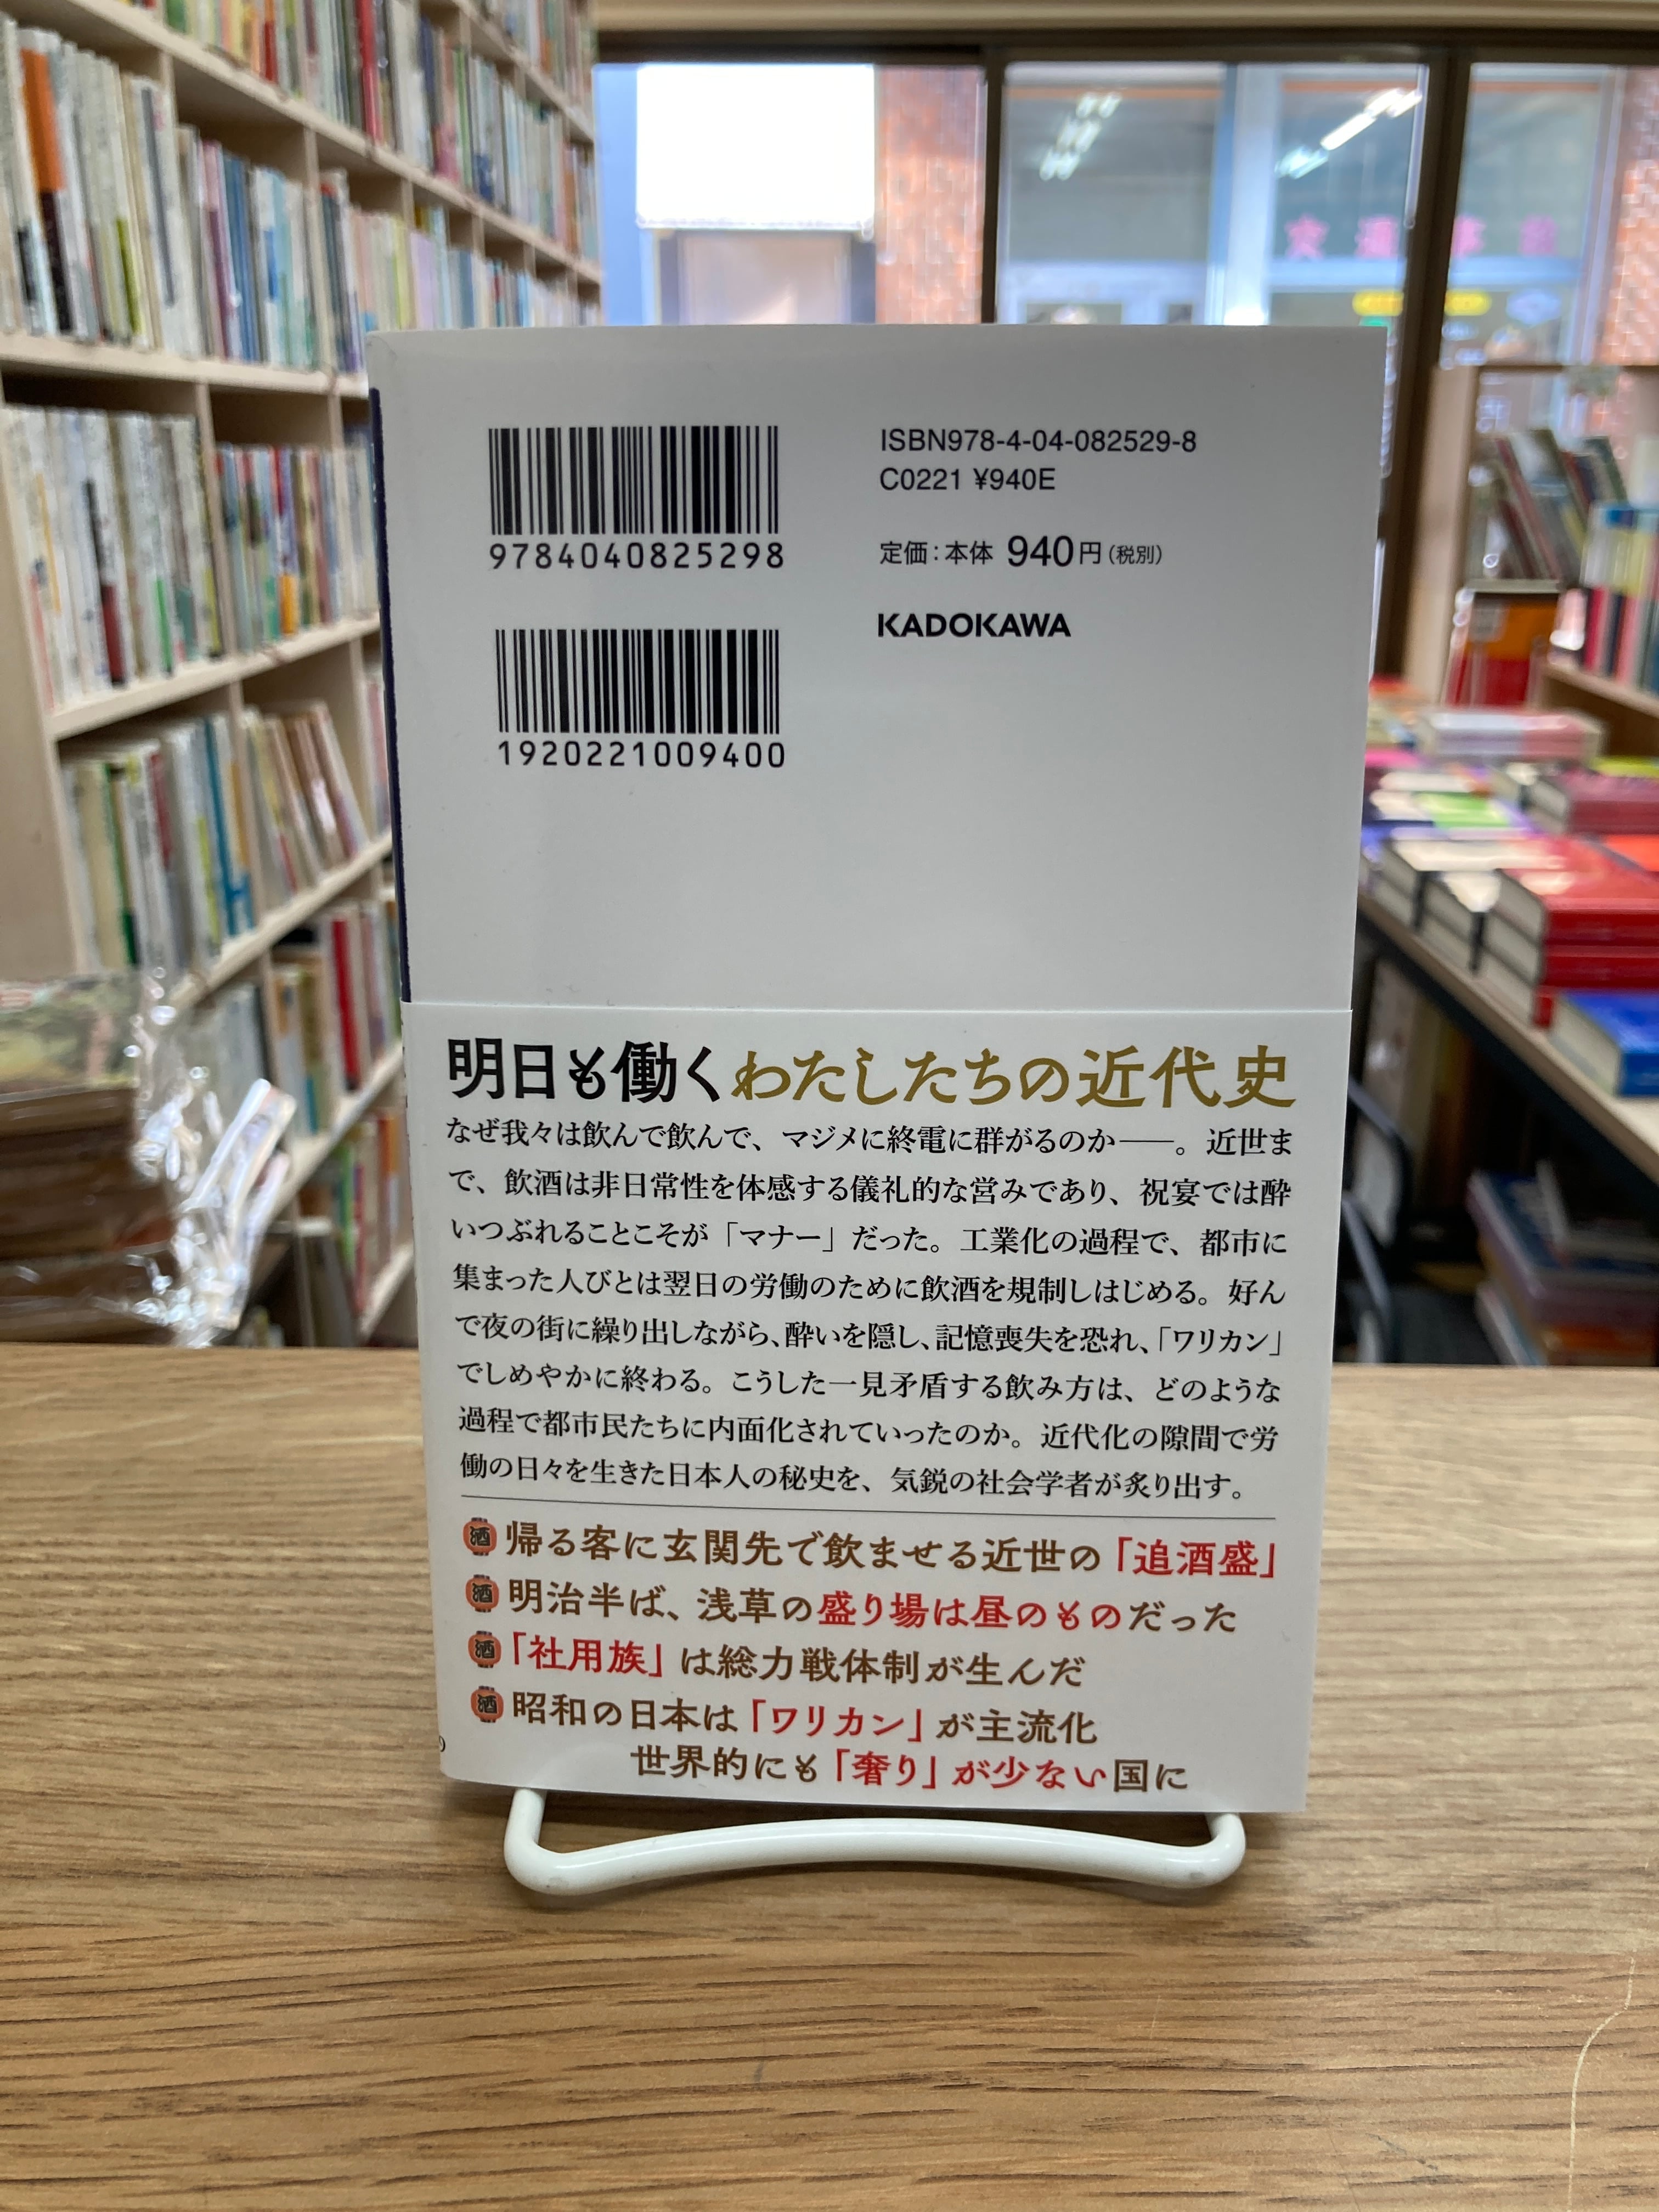 9784040825298
1920221009400
ISBN978-4-04-082529-8
C0221 ¥940E
定価:本体 940円(税別)
KADOKAWA
明日も働くわたしたちの近代史
なぜ我々は飲んで飲んで、マジメに終電に群がるのか――。近世ま
で、飲酒は非日常性を体感する儀礼的な営みであり、祝宴では酔
いつぶれることこそが「マナー」だった。工業化の過程で、都市に
集まった人びとは翌日の労働のために飲酒を規制しはじめる。好ん
で夜の街に繰り出しながら、酔いを隠し、記憶喪失を恐れ、「ワリカン」
でしめやかに終わる。こうした一見矛盾する飲み方は、どのような
過程で都市民たちに内面化されていったのか。近代化の隙間で労
働の日々を生きた日本人の秘史を、気鋭の社会学者が炙り出す。
酒 帰る客に玄関先で飲ませる近世の「追酒盛」
酒 明治半ば、浅草の盛り場は昼のものだった
酒 「社用族」は総力戦体制が生んだ
酒 昭和の日本は「ワリカン」が主流化
世界的にも「奢り」が少ない国に